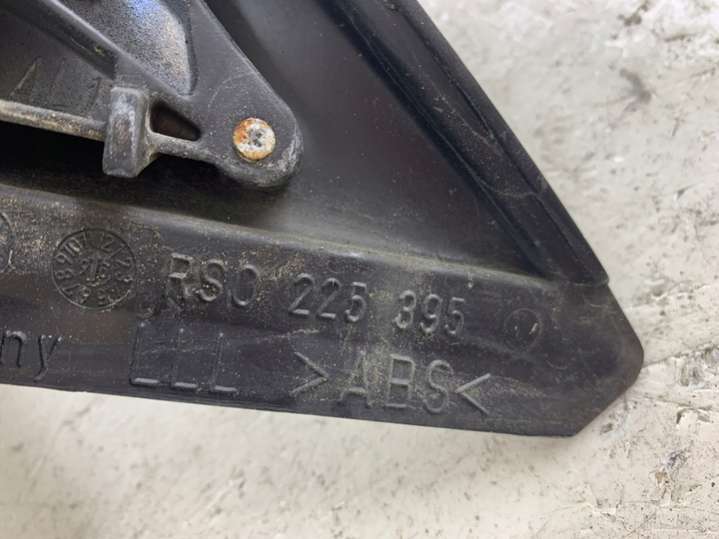 RSO 225 395
ny LLL >ABS<